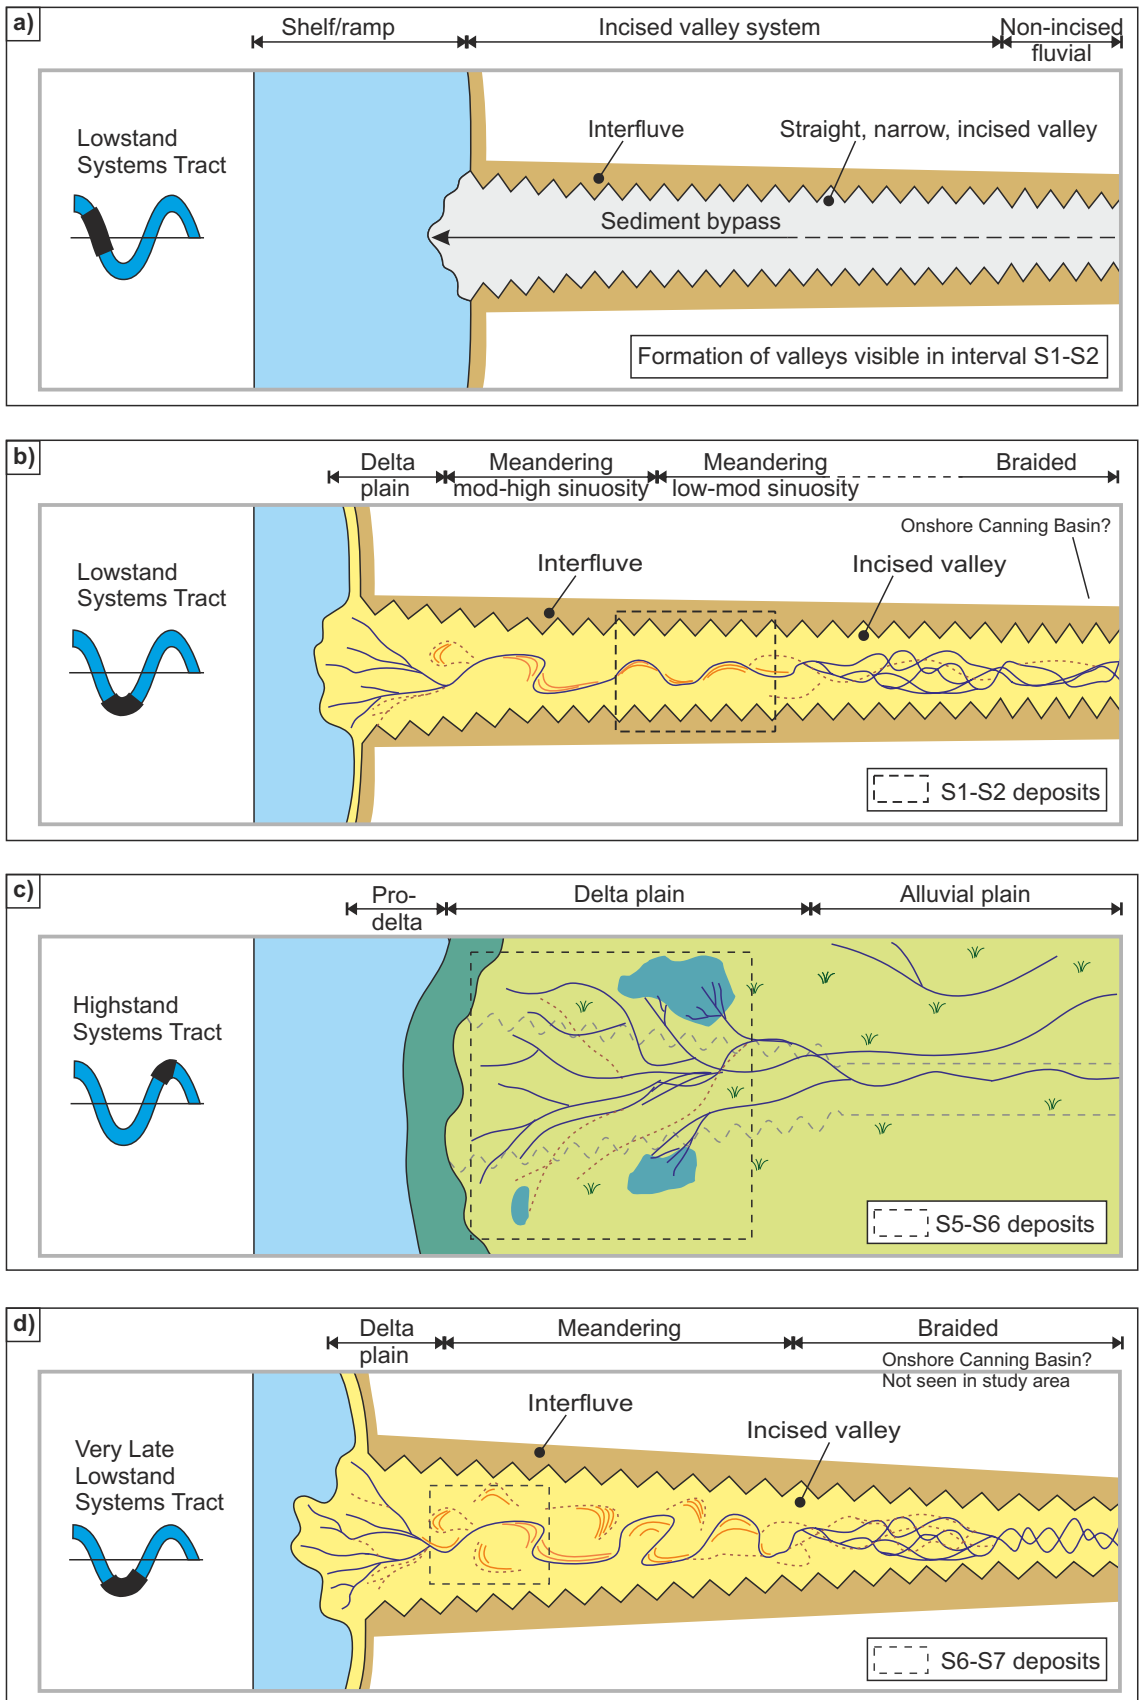 a)
Shelf/ramp
Incised valley system
Non-incised
fluvial
Lowstand
Systems Tract
Interfluve
Straight, narrow, incised valley
Sediment bypass
Formation of valleys visible in interval S1-S2
b)
Delta
plain
Meandering
mod-high sinuosity
Meandering
low-mod sinuosity
Braided
Onshore Canning Basin?
Lowstand
Systems Tract
Interfluve
Incised valley
S1-S2 deposits
c)
Pro-
delta
Delta plain
Alluvial plain
Highstand
Systems Tract
S5-S6 deposits
d)
Delta
plain
Meandering
Braided
Onshore Canning Basin?
Not seen in study area
Interfluve
Incised valley
Very Late
Lowstand
Systems Tract
S6-S7 deposits